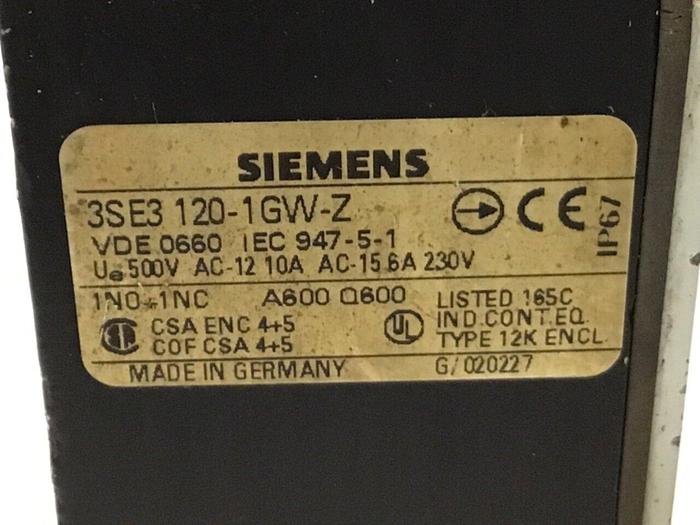 SIEMENS
3SE3 120-1GW-Z
CE
IP67
VDE 0660 IEC 947-5-1
Ue 500V AC-12 10A AC-15 6A 230V
1NO+1NC A600 Q600
LISTED 165C
CSA ENC 4+5
UL
IND.CONT.EQ.
COF CSA 4+5
TYPE 12K ENCL.
MADE IN GERMANY
G/020227